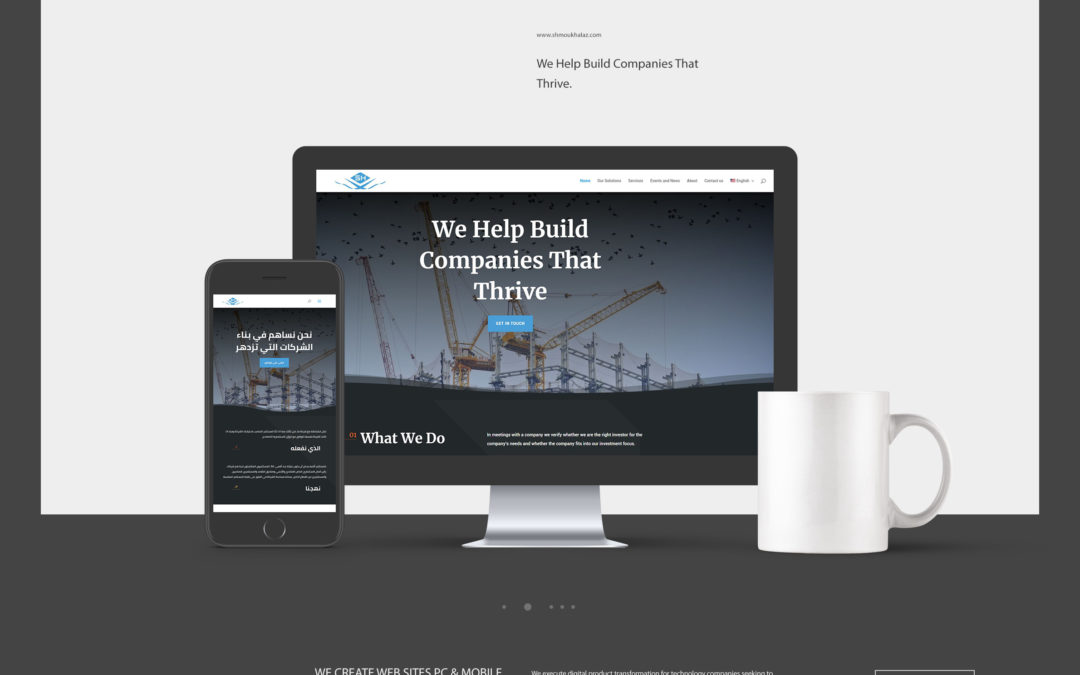 www.shmoukhalaz.com
We Help Build Companies That
Thrive.
SH
Home Our Solutions Services Events and News About Contact us English
We Help Build
Companies That
Thrive
GET IN TOUCH
01 What We Do
In meetings with a company we verify whether we are the right investor for the
company's needs and whether the company fits into our investment focus.
نحن نساهم في بناء
الشركات التي تزدهر
الذي نفعله
نهجنا
WE CREATE WEB SITES PC & MOBILE
We execute digital product transformation for technology companies seeking to